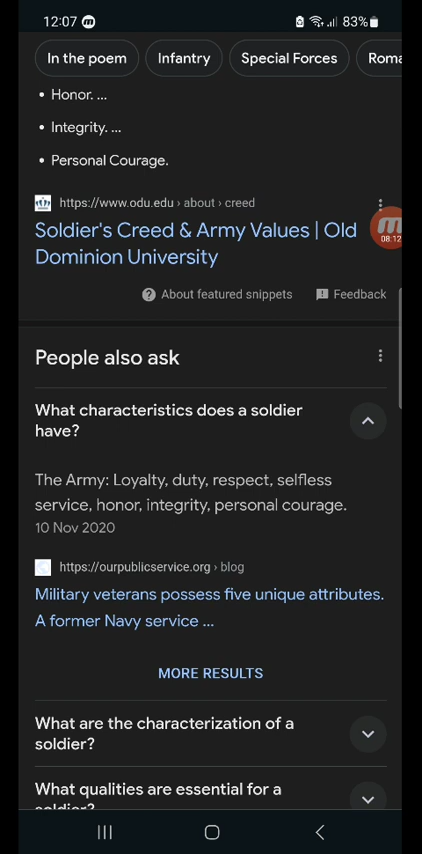 12:07
83%
In the poem
Infantry
Special Forces
Roma
• Honor. ...
• Integrity. ...
• Personal Courage.
https://www.odu.edu › about › creed
Soldier's Creed & Army Values | Old
Dominion University
08:12
About featured snippets
Feedback
People also ask
What characteristics does a soldier
have?
The Army: Loyalty, duty, respect, selfless
service, honor, integrity, personal courage.
10 Nov 2020
https://ourpublicservice.org › blog
Military veterans possess five unique attributes.
A former Navy service ...
MORE RESULTS
What are the characterization of a
soldier?
What qualities are essential for a
soldier?